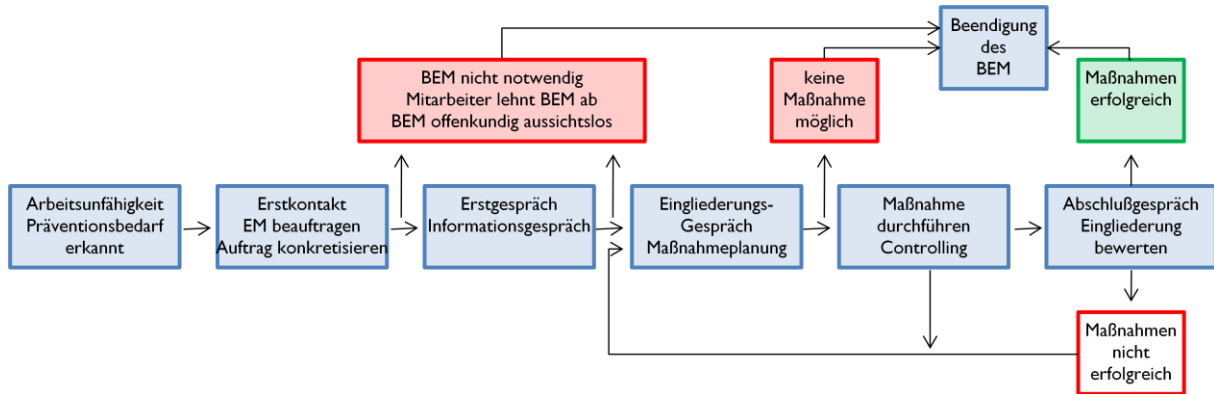 Beendigung
des
BEM
BEM nicht notwendig
Mitarbeiter lehnt BEM ab
BEM offenkundig aussichtslos
keine
Maßnahme
möglich
Maßnahmen
erfolgreich
Arbeitsunfähigkeit
Präventionsbedarf
erkannt
Erstkontakt
EM beauftragen
Auftrag konkretisieren
Erstgespräch
Informationsgespräch
Eingliederungs-
Gespräch
Maßnahmeplanung
Maßnahme
durchführen
Controlling
Abschlußgespräch
Eingliederung
bewerten
Maßnahmen
nicht
erfolgreich